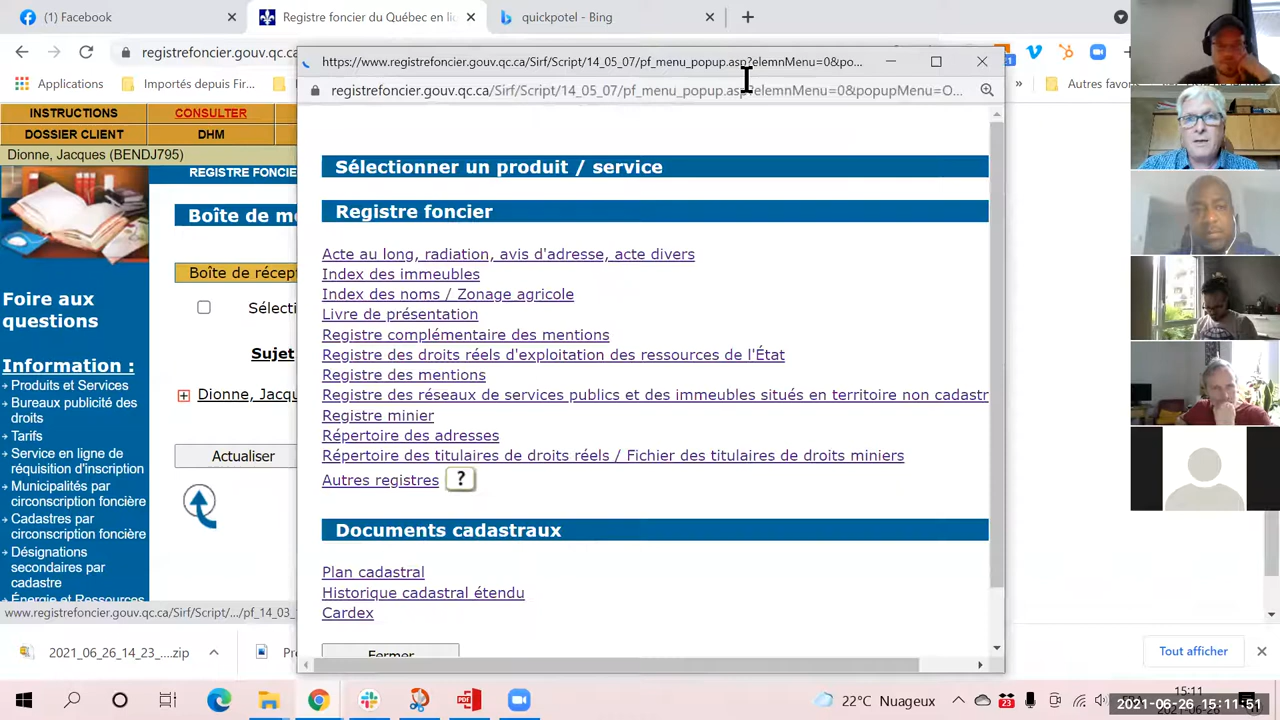 Facebook
Registre foncier du Québec en li
quickpotel - Bing
registrefoncier.gouv.qc.ca
https://www.registrefoncier.gouv.qc.ca/Sirf/Script/14_05_07/pf_menu_popup.asp?elemnMenu=0&po...
registrefoncier.gouv.qc.ca/Sirf/Script/14_05_07/pf_menu_popup.asp?elemnMenu=0&popupMenu=O...
INSTRUCTIONS
CONSULTER
DOSSIER CLIENT
DHM
Dionne, Jacques (BENDJ795)
REGISTRE FONCIE
Boîte de me
Boîte de récept
Sélecti
Sujet
Dionne, Jacqu
Actualiser
Foire aux
questions
Information :
Produits et Services
Bureaux publicité des
droits
Tarifs
Service en ligne de
réquisition d'inscription
Municipalités par
circonscription foncière
Cadastres par
circonscription foncière
Désignations
secondaires par
cadastre
Énergie et Ressources
Sélectionner un produit / service
Registre foncier
Acte au long, radiation, avis d'adresse, acte divers
Index des immeubles
Index des noms / Zonage agricole
Livre de présentation
Registre complémentaire des mentions
Registre des droits réels d'exploitation des ressources de l'État
Registre des mentions
Registre des réseaux de services publics et des immeubles situés en territoire non cadastr
Registre minier
Répertoire des adresses
Répertoire des titulaires de droits réels / Fichier des titulaires de droits miniers
Autres registres ?
Documents cadastraux
Plan cadastral
Historique cadastral étendu
Cardex
Fermer
www.registrefoncier.gouv.qc.ca/Sirf/Script/.../pf_14_03_
2021_06_26_14_23_....zip
Pr
Tout afficher
22°C Nuageux
23
15:11
2021-06-26 15:11:51